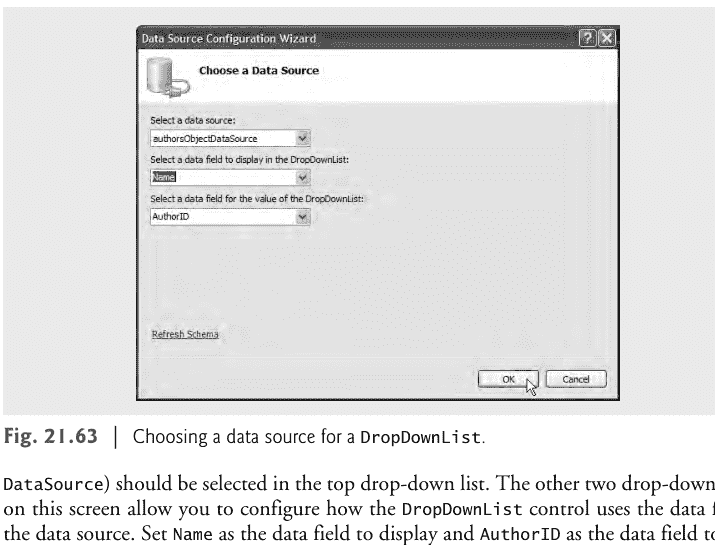 Data Source Configuration Wizard
Choose a Data Source
Select a data source:
authorsObjectDataSource
Select a data field to display in the DropDownList:
Name
Select a data field for the value of the DropDownList:
AuthorID
Refresh Schema
OK Cancel
Fig. 21.63 | Choosing a data source for a DropDownList.
DataSource) should be selected in the top drop-down list. The other two drop-down
on this screen allow you to configure how the DropDownList control uses the data
the data source. Set Name as the data field to display and AuthorID as the data field to